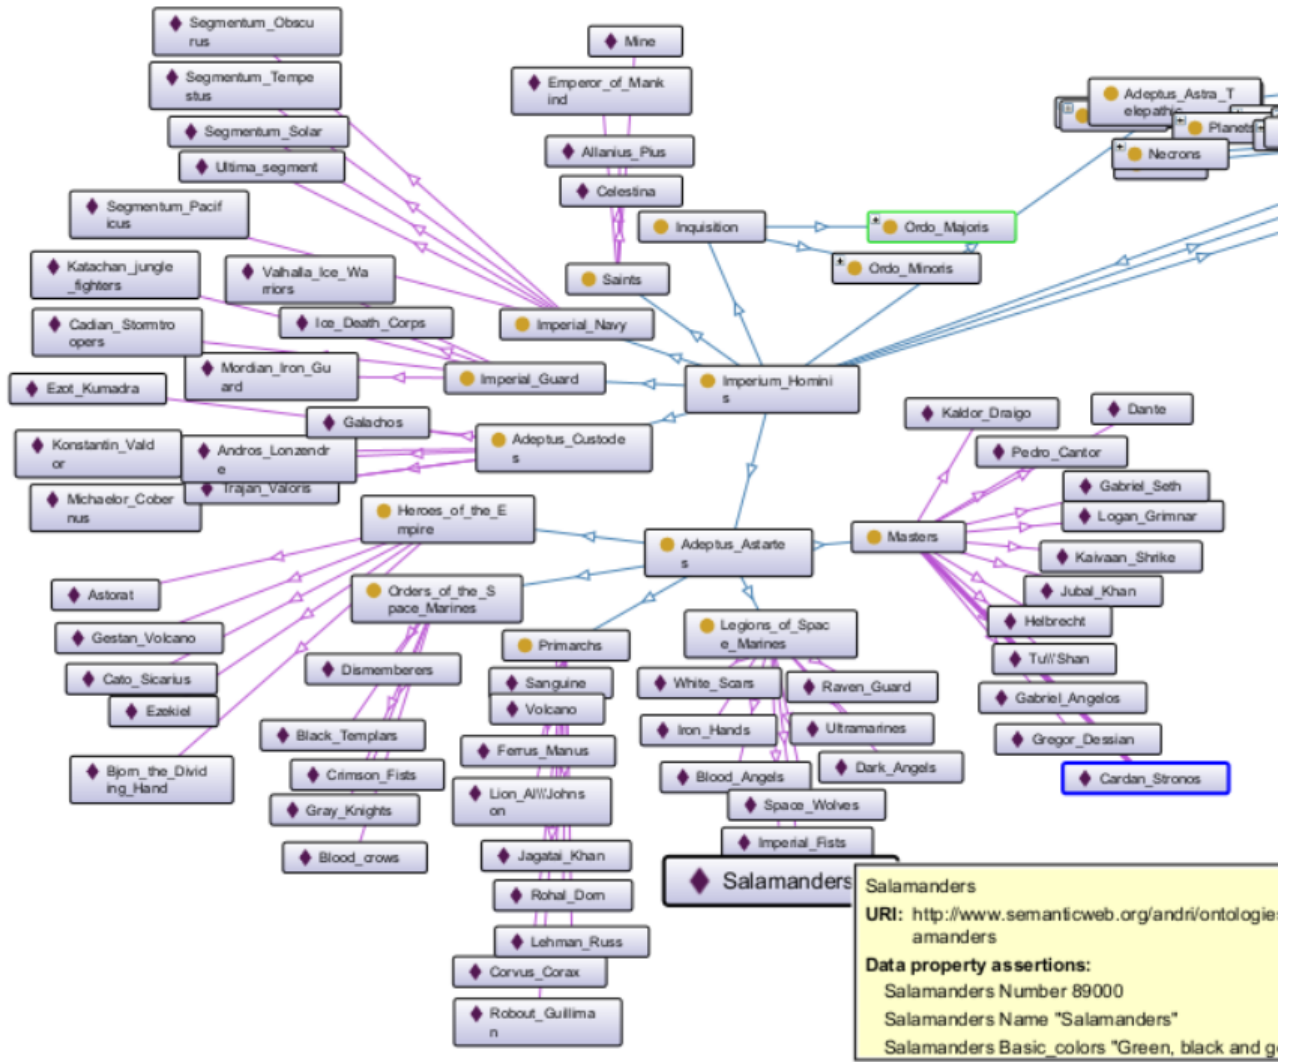 Segmentum_Obscu
rus
Segmentum_Tempe
stus
Segmentum_Solar
Ultima_segment
Segmentum_Pacif
icus
Katachan_jungle
_fighters
Valhalla_Ice_Wa
rriors
Cadian_Stormtro
opers
Ice_Death_Corps
Mordian_Iron_Gu
ard
Ezot_Kumadra
Galachos
Konstantin_Vald
or
Andros_Lonzendr
e
Trajan_Valoris
Michaelor_Cober
nus
Mine
Emperor_of_Mank
ind
Allanius_Pius
Celestina
Saints
Imperial_Navy
Imperial_Guard
Adeptus_Custode
s
Inquisition
Ordo_Majoris
Ordo_Minoris
Imperium_Homini
s
Adeptus_Astra_T
elepathic
Planets
Necrons
Kaldor_Draigo
Dante
Pedro_Cantor
Gabriel_Seth
Logan_Grimnar
Masters
Kaivaan_Shrike
Jubal_Khan
Helbrecht
Tu\\'Shan
Gabriel_Angelos
Gregor_Dessian
Cardan_Stronos
Heroes_of_the_E
mpire
Adeptus_Astarte
s
Orders_of_the_S
pace_Marines
Primarchs
Legions_of_Spac
e_Marines
Astorat
Gestan_Volcano
Cato_Sicarius
Ezekiel
Bjorn_the_Divid
ing_Hand
Dismemberers
Black_Templars
Crimson_Fists
Gray_Knights
Blood_crows
Sanguine
Volcano
Ferrus_Manus
Lion_Al\\'Johns
on
Jagatai_Khan
Rohal_Dorn
Lehman_Russ
Corvus_Corax
Robout_Guillima
n
White_Scars
Raven_Guard
Iron_Hands
Ultramarines
Blood_Angels
Dark_Angels
Space_Wolves
Imperial_Fists
Salamanders
Salamanders
URI: http://www.semanticweb.org/andri/ontologies
amanders
Data property assertions:
Salamanders Number 89000
Salamanders Name "Salamanders"
Salamanders Basic_colors "Green, black and g